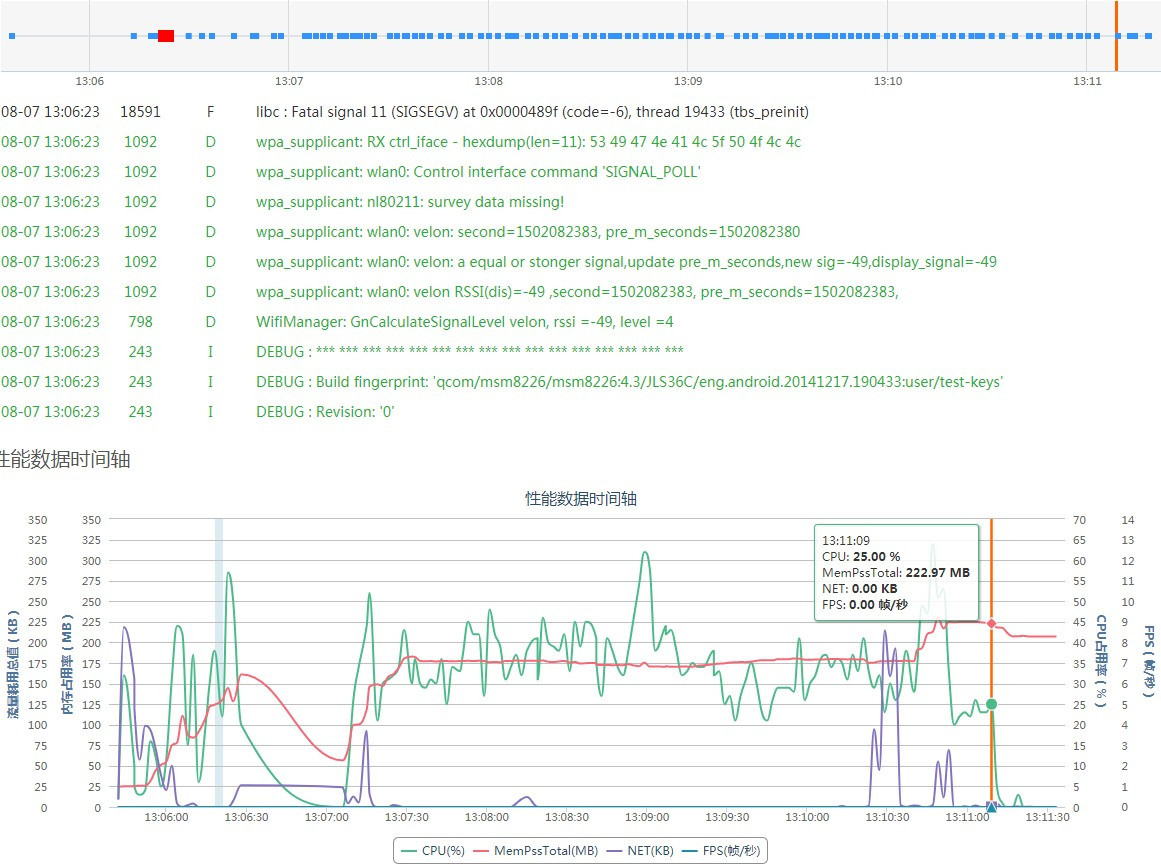 13:06 13:07 13:08 13:09 13:10 13:11
08-07 13:06:23 18591 F libc : Fatal signal 11 (SIGSEGV) at 0x0000489f (code=-6), thread 19433 (tbs_preinit)
08-07 13:06:23 1092 D wpa_supplicant: RX ctrl_iface - hexdump(len=11): 53 49 47 4e 41 4c 5f 50 4f 4c 4c
08-07 13:06:23 1092 D wpa_supplicant: wlan0: Control interface command 'SIGNAL_POLL'
08-07 13:06:23 1092 D wpa_supplicant: nl80211: survey data missing!
08-07 13:06:23 1092 D wpa_supplicant: wlan0: velon: second=1502082383, pre_m_seconds=1502082380
08-07 13:06:23 1092 D wpa_supplicant: wlan0: velon: a equal or stonger signal,update pre_m_seconds,new sig=-49,display_signal=-49
08-07 13:06:23 1092 D wpa_supplicant: wlan0: velon RSSI(dis)=-49 ,second=1502082383, pre_m_seconds=1502082383,
08-07 13:06:23 798 D WifiManager: GnCalculateSignalLevel velon, rssi =-49, level =4
08-07 13:06:23 243 I DEBUG : *** *** *** *** *** *** *** *** *** *** *** *** *** *** *** ***
08-07 13:06:23 243 I DEBUG : Build fingerprint: 'qcom/msm8226/msm8226:4.3/JLS36C/eng.android.20141217.190433:user/test-keys'
08-07 13:06:23 243 I DEBUG : Revision: '0'
性能数据时间轴
性能数据时间轴
350 350 70 14
325 325 65 13
300 300 60 12
275 275 55 11
250 250 50 10
225 225 45 9
200 200 40 8
175 175 35 7
150 150 30 6
125 125 25 5
100 100 20 4
75 75 15 3
50 50 10 2
25 25 5 1
0 0 0 0
流量耗用总值 ( KB )
内存占用率 ( MB )
CPU占用率 ( % )
FPS ( 帧/秒 )
13:11:09
CPU: 25.00 %
MemPssTotal: 222.97 MB
NET: 0.00 KB
FPS: 0.00 帧/秒
13:06:00 13:06:30 13:07:00 13:07:30 13:08:00 13:08:30 13:09:00 13:09:30 13:10:00 13:10:30 13:11:00 13:11:30
CPU(%) MemPssTotal(MB) NET(KB) FPS(帧/秒)